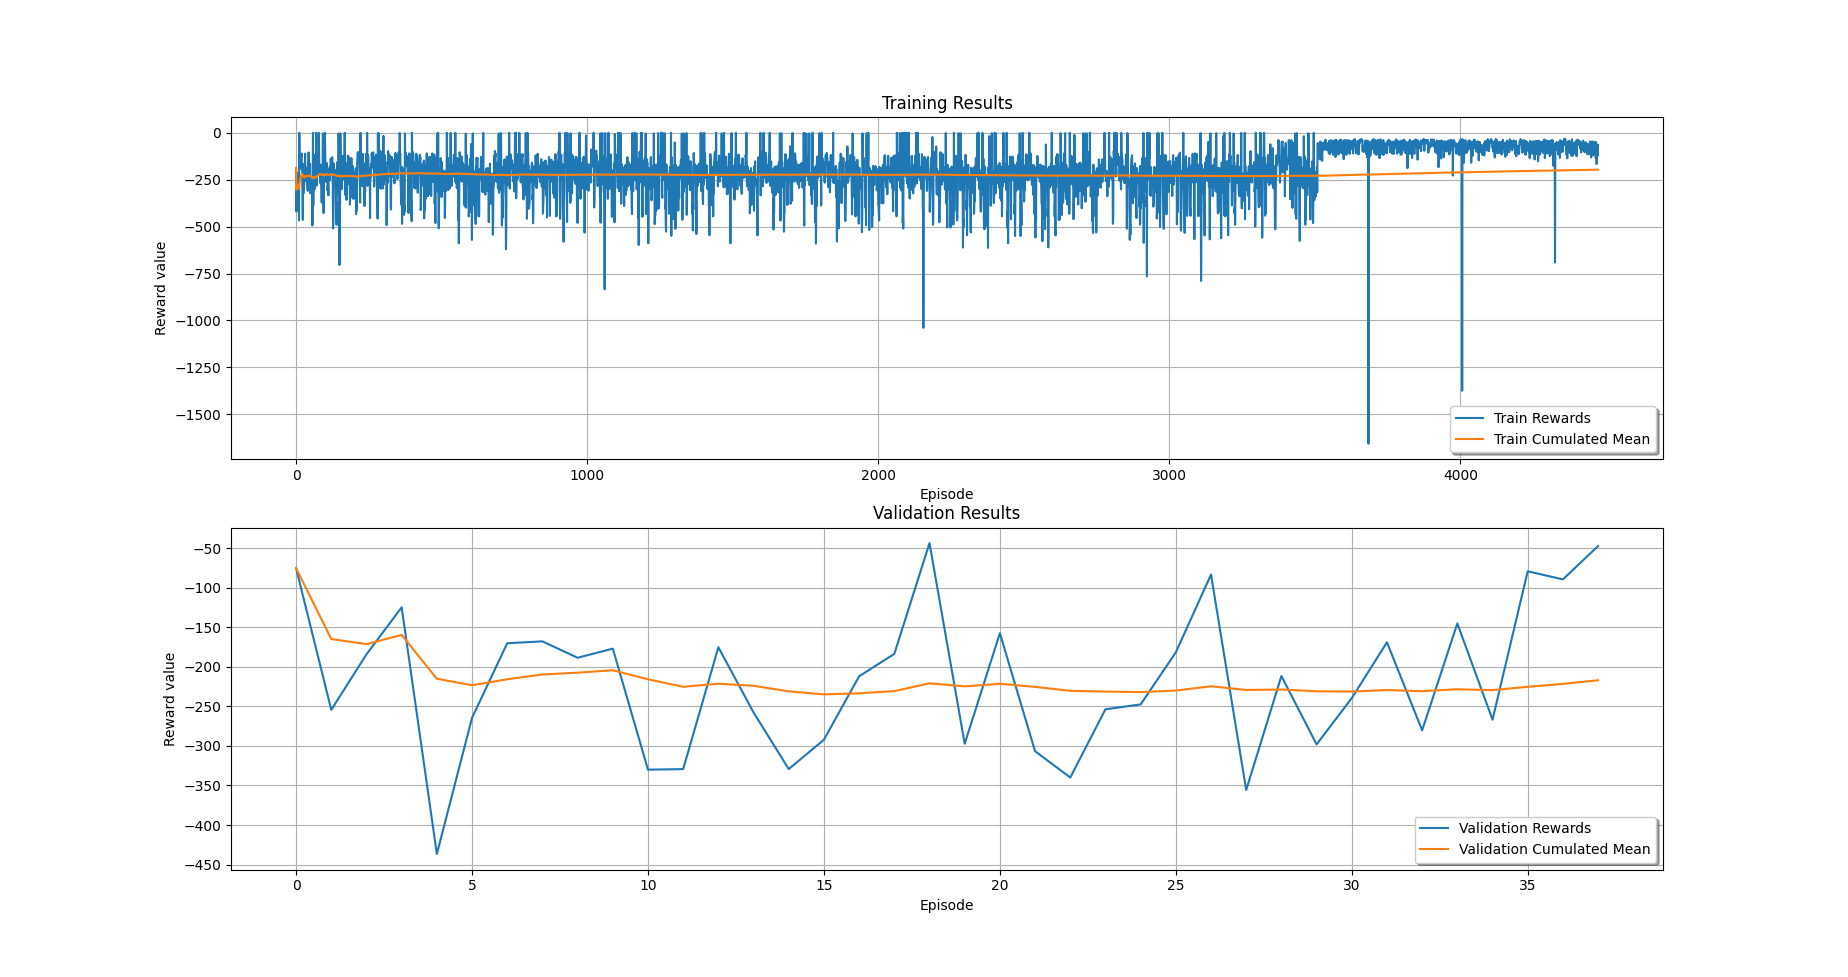 Training Results
0
−250
−500
−750
−1000
−1250
−1500
Reward value
Train Rewards
Train Cumulated Mean
0 1000 2000 3000 4000
Episode
Validation Results
−50
−100
−150
−200
−250
−300
−350
−400
−450
Reward value
Validation Rewards
Validation Cumulated Mean
0 5 10 15 20 25 30 35
Episode